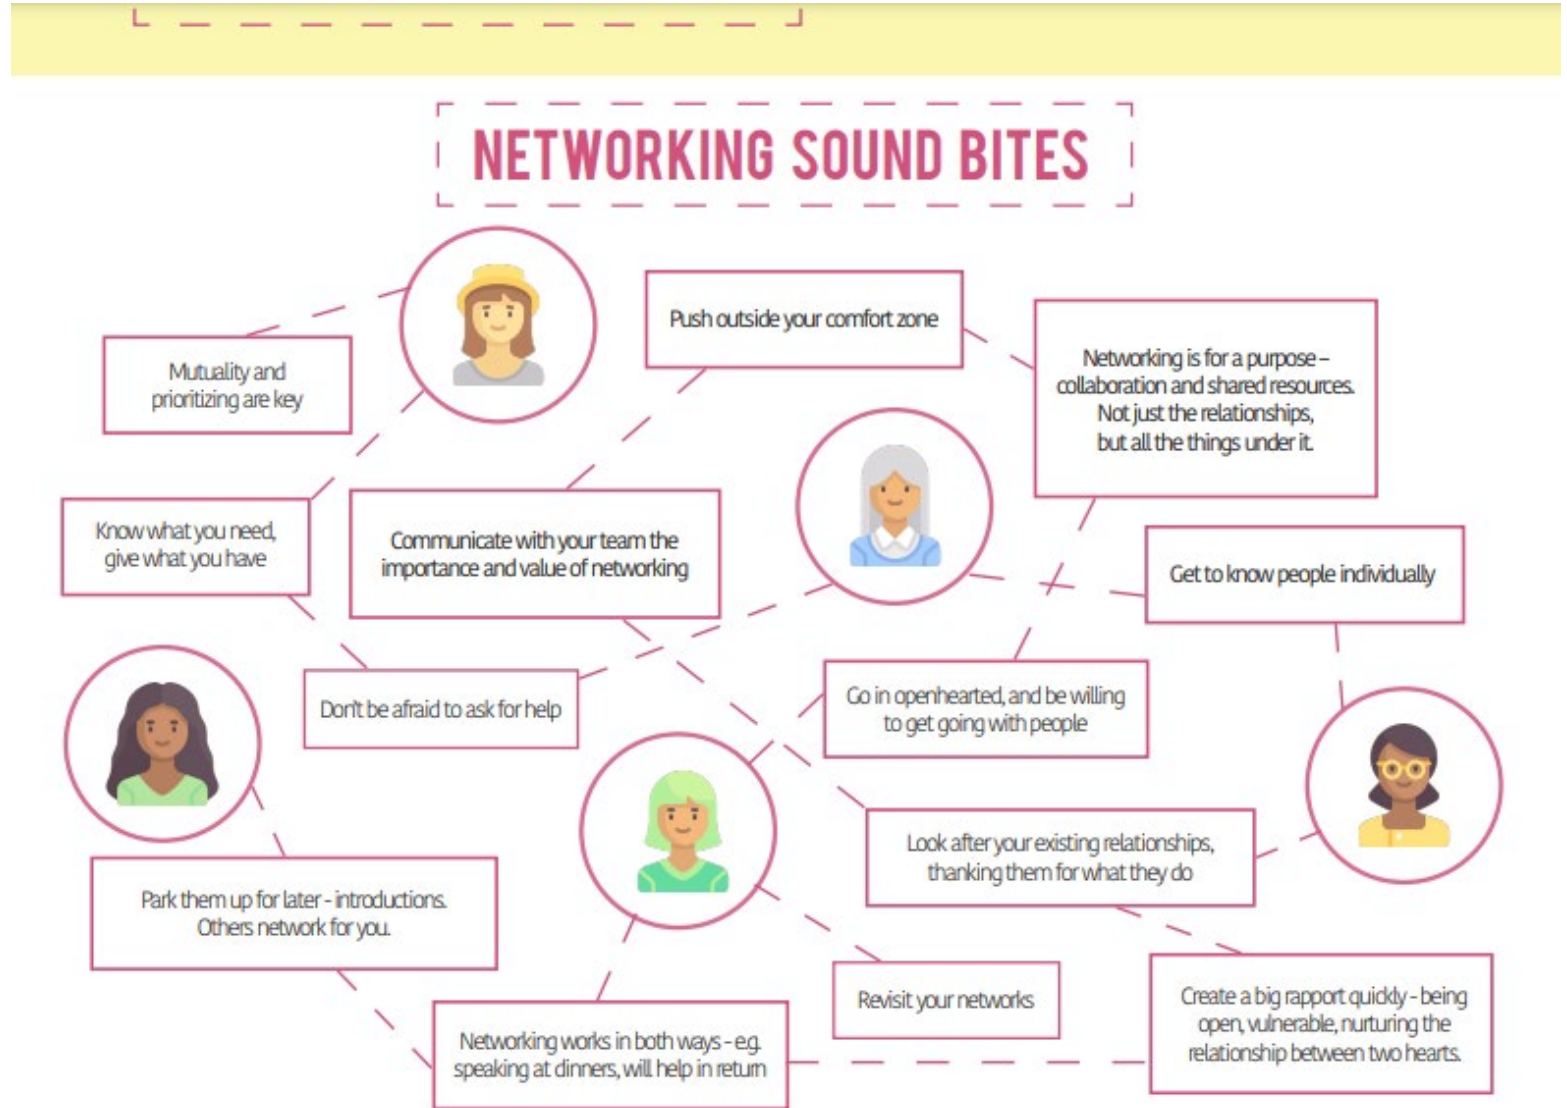 NETWORKING SOUND BITES
Push outside your comfort zone
Mutuality and
prioritizing are key
Networking is for a purpose –
collaboration and shared resources.
Not just the relationships,
but all the things under it.
Know what you need,
give what you have
Communicate with your team the
importance and value of networking
Get to know people individually
Don't be afraid to ask for help
Go in openhearted, and be willing
to get going with people
Look after your existing relationships,
thanking them for what they do
Park them up for later - introductions.
Others network for you.
Revisit your networks
Create a big rapport quickly - being
open, vulnerable, nurturing the
relationship between two hearts.
Networking works in both ways - e.g.
speaking at dinners, will help in return